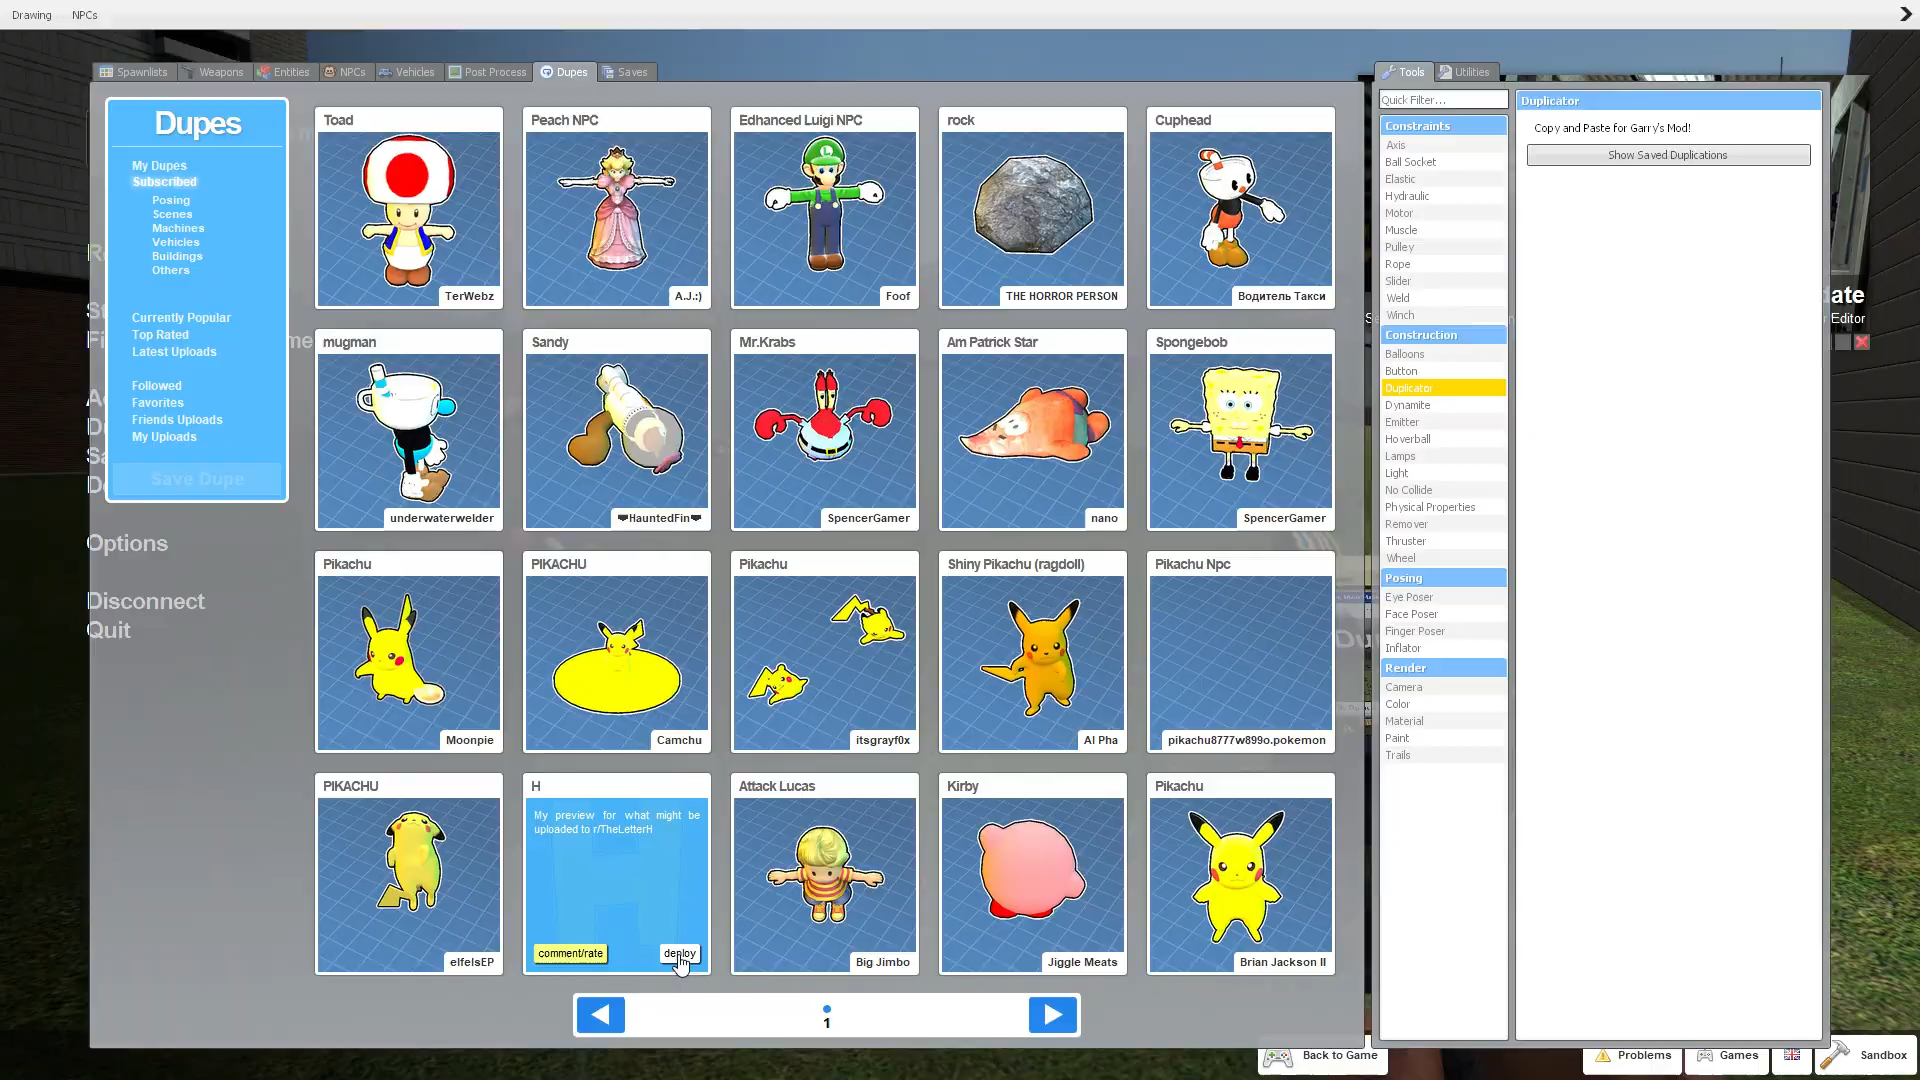 Drawing NPCs
Spawnlists Weapons Entities NPCs Vehicles Post Process Dupes Saves
Tools Utilities
Dupes
My Dupes
Subscribed
Posing
Scenes
Machines
Vehicles
Buildings
Others
Currently Popular
Top Rated
Latest Uploads
Followed
Favorites
Friends Uploads
My Uploads
Save Dupe
Options
Disconnect
Quit
Toad
TerWebz
Peach NPC
A.J.:)
Edhanced Luigi NPC
Foof
rock
THE HORROR PERSON
Cuphead
Водитель Такси
mugman
underwaterwelder
Sandy
❤HauntedFin❤
Mr.Krabs
SpencerGamer
Am Patrick Star
nano
Spongebob
SpencerGamer
Pikachu
Moonpie
PIKACHU
Camchu
Pikachu
itsgrayf0x
Shiny Pikachu (ragdoll)
Al Pha
Pikachu Npc
pikachu8777w899o.pokemon
PIKACHU
elfelsEP
H
My preview for what might be
uploaded to r/TheLetterH
comment/rate deploy
Attack Lucas
Big Jimbo
Kirby
Jiggle Meats
Pikachu
Brian Jackson II
1
Quick Filter...
Constraints
Axis
Ball Socket
Elastic
Hydraulic
Motor
Muscle
Pulley
Rope
Slider
Weld
Winch
Construction
Balloons
Button
Duplicator
Dynamite
Emitter
Hoverball
Lamps
Light
No Collide
Physical Properties
Remover
Thruster
Wheel
Posing
Eye Poser
Face Poser
Finger Poser
Inflator
Render
Camera
Color
Material
Paint
Trails
Duplicator
Copy and Paste for Garry's Mod!
Show Saved Duplications
ate
r Editor
Back to Game
Problems
Games
Sandbox